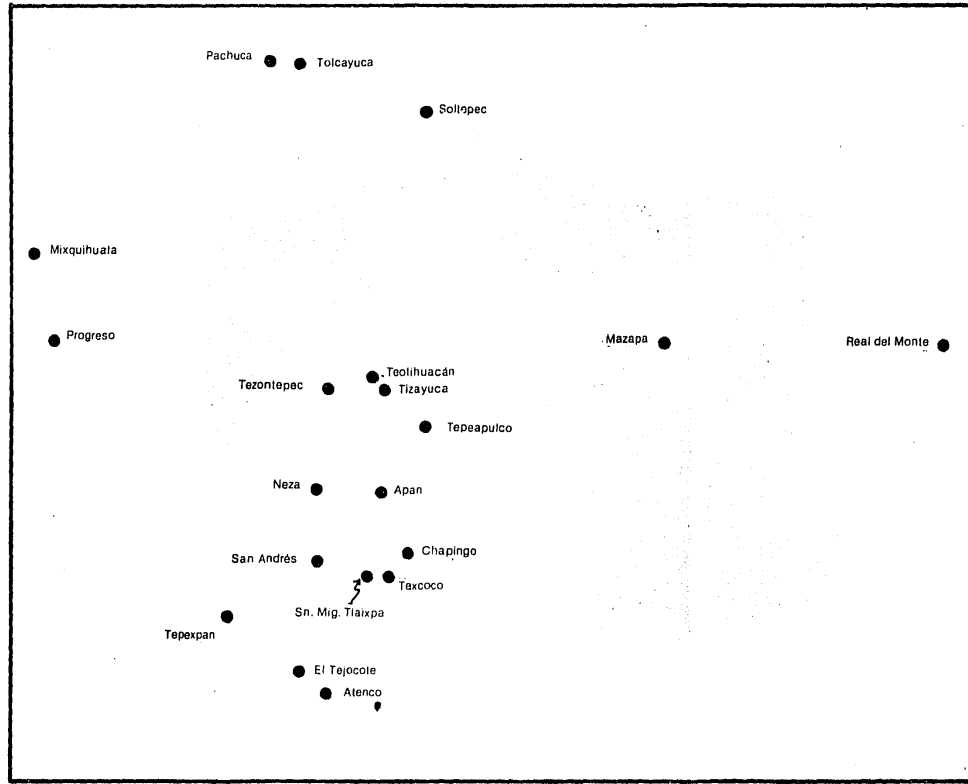 Pachuca
Tolcayuca
Soltepec
Mixquihuala
Progreso
Mazapa
Real del Monte
Teotihuacán
Tezontepec
Tizayuca
Tepeapulco
Neza
Apan
Chapingo
San Andrés
Texcoco
Sn. Mig. Tlaixpa
Tepexpan
El Tejocote
Atenco